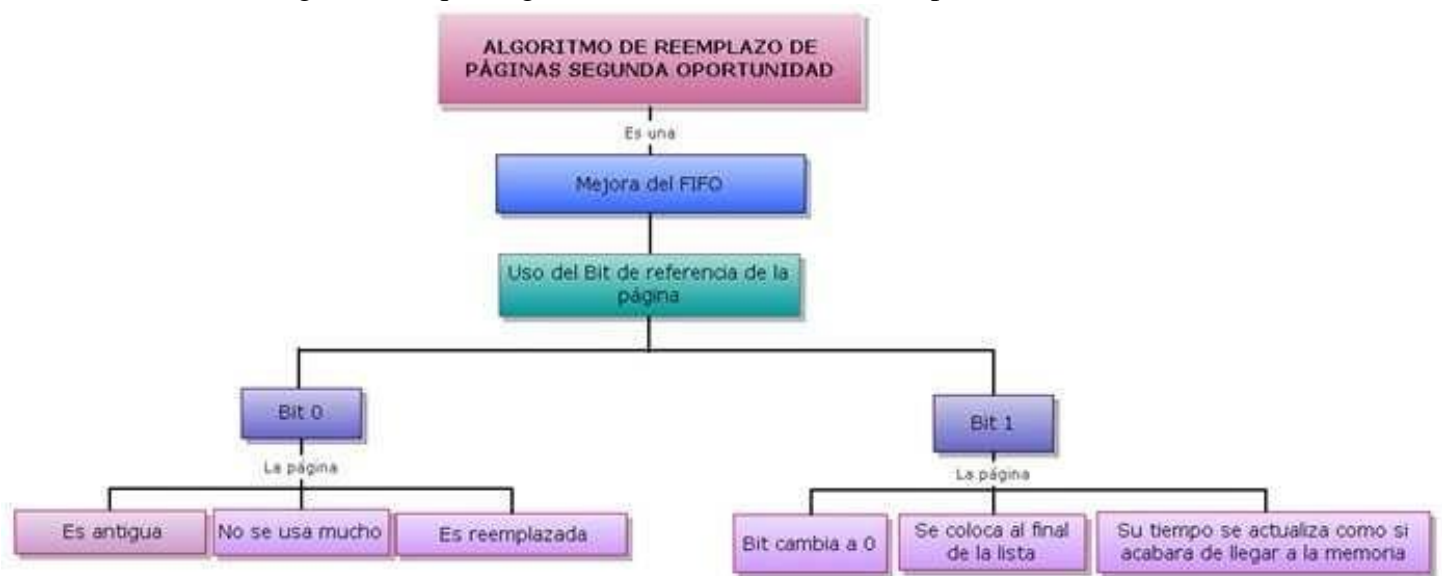 ALGORITMO DE REEMPLAZO DE
PÁGINAS SEGUNDA OPORTUNIDAD
Es una
Mejora del FIFO
Uso del Bit de referencia de la
página
Bit 0
Bit 1
La página
La página
Es antigua
No se usa mucho
Es reemplazada
Bit cambia a 0
Se coloca al final
de la lista
Su tiempo se actualiza como si
acabara de llegar a la memoria